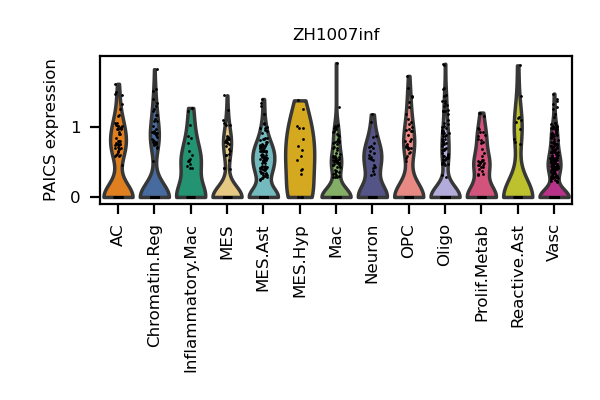 ZH1007inf
PAICS expression
1
0
AC
Chromatin.Reg
Inflammatory.Mac
MES
MES.Ast
MES.Hyp
Mac
Neuron
OPC
Oligo
Prolif.Metab
Reactive.Ast
Vasc